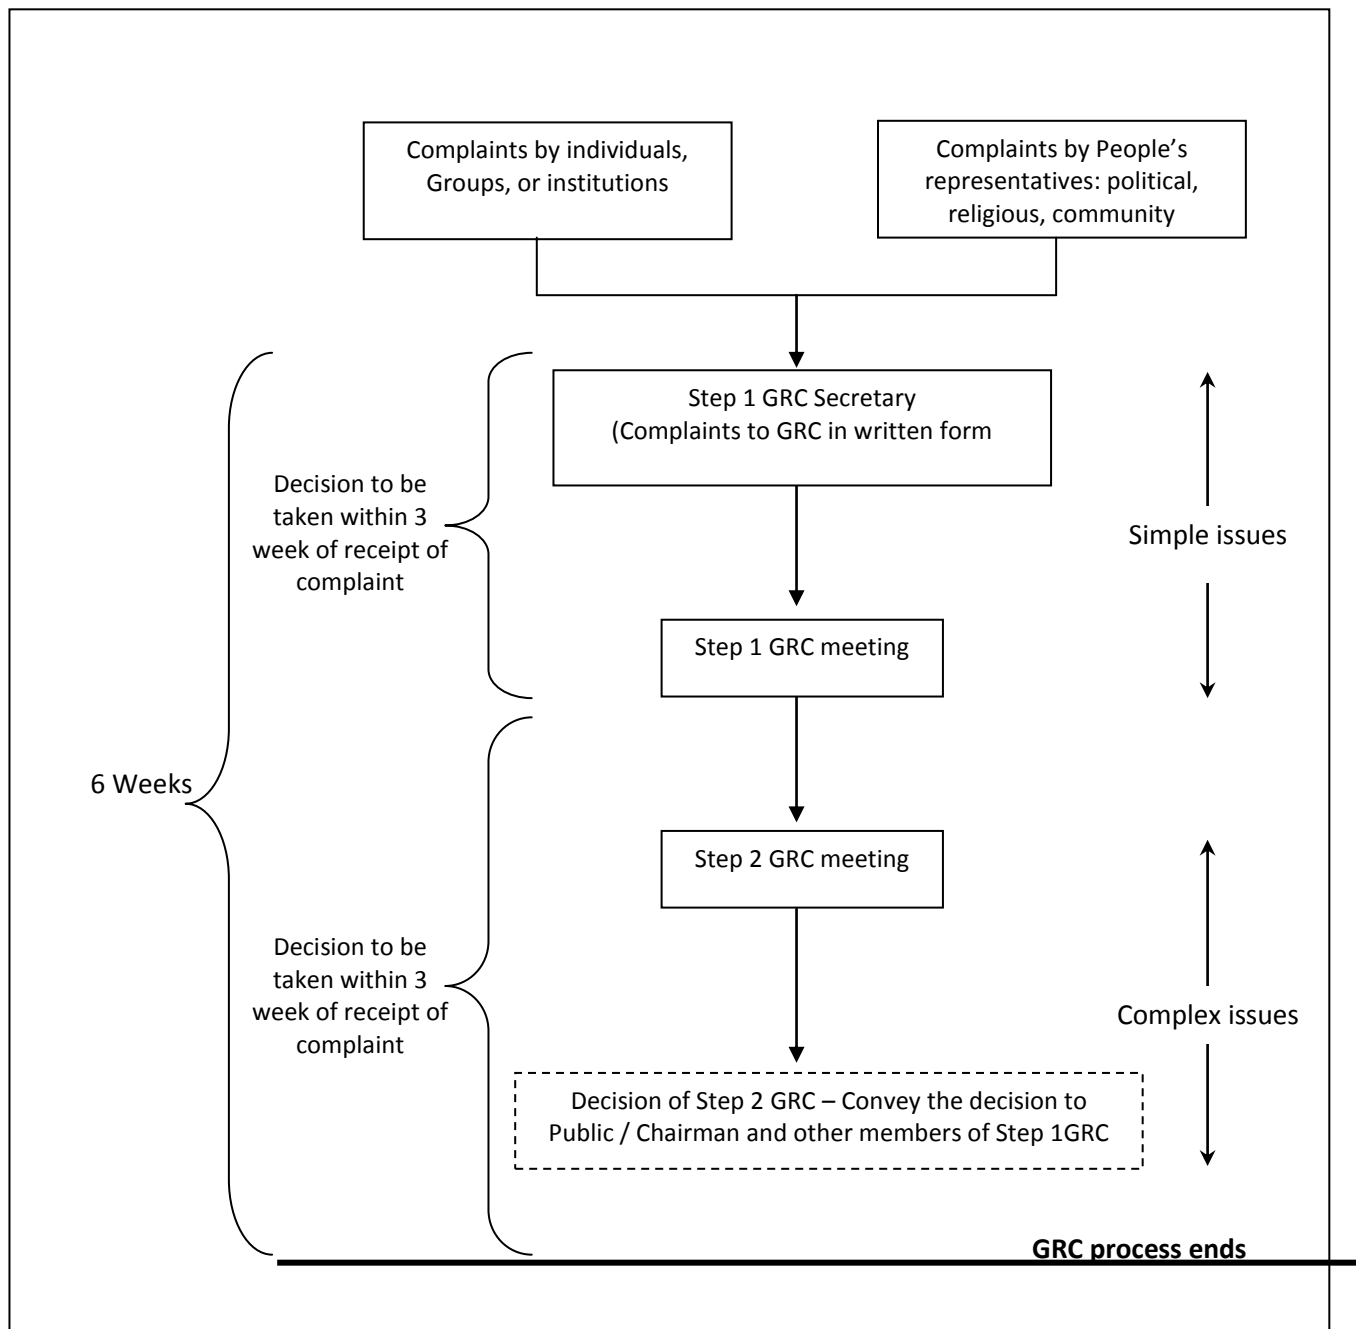 Complaints by individuals,
Groups, or institutions
Complaints by People’s
representatives: political,
religious, community
Step 1 GRC Secretary
(Complaints to GRC in written form
Decision to be
taken within 3
week of receipt of
complaint
Simple issues
Step 1 GRC meeting
6 Weeks
Step 2 GRC meeting
Decision to be
taken within 3
week of receipt of
complaint
Complex issues
Decision of Step 2 GRC – Convey the decision to
Public / Chairman and other members of Step 1GRC
GRC process ends